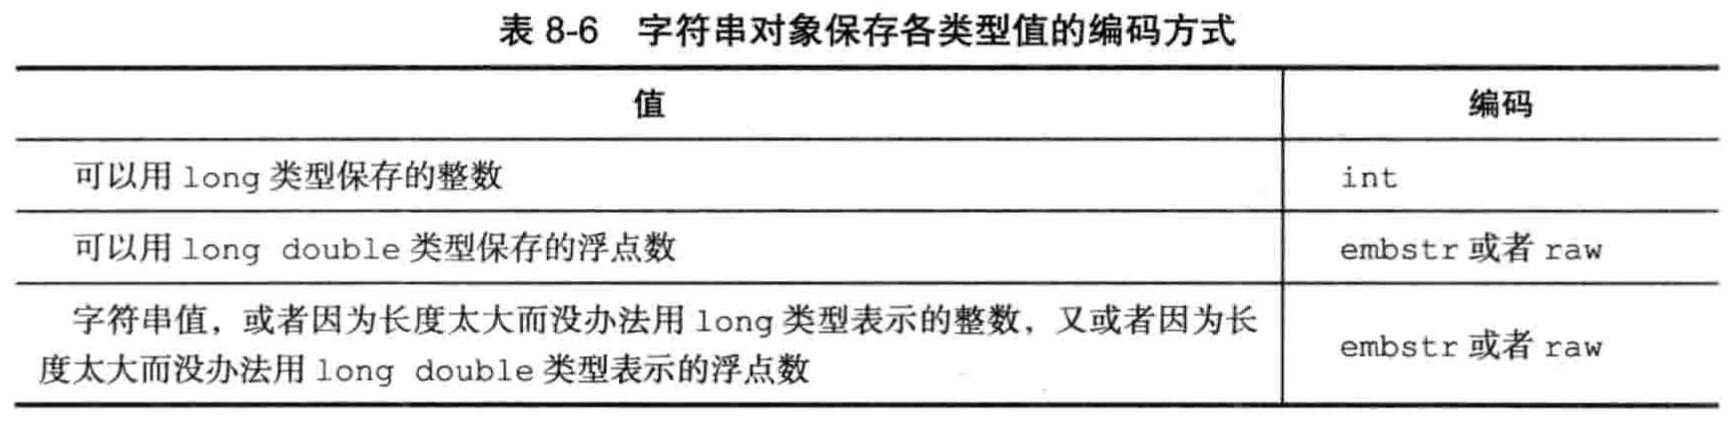 表 8-6 字符串对象保存各类型值的编码方式
值 编码
可以用 long 类型保存的整数 int
可以用 long double 类型保存的浮点数 embstr 或者 raw
字符串值，或者因为长度太大而没办法用 long 类型表示的整数，又或者因为长
度太大而没办法用 long double 类型表示的浮点数 embstr 或者 raw